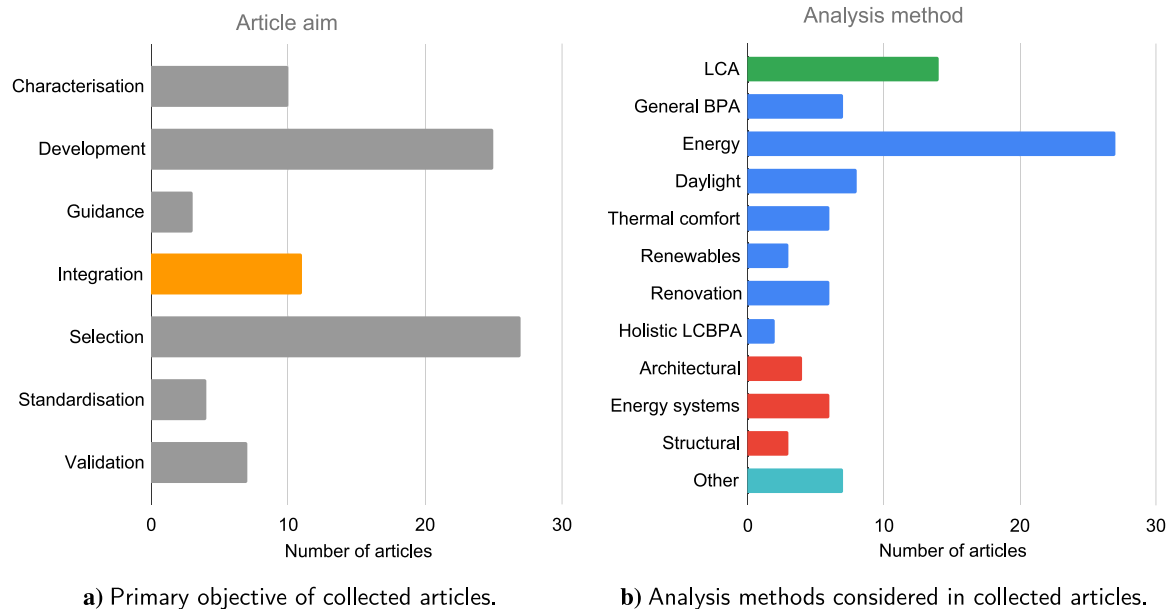 Article aim
Characterisation
Development
Guidance
Integration
Selection
Standardisation
Validation
0 10 20 30
Number of articles
a) Primary objective of collected articles.
Analysis method
LCA
General BPA
Energy
Daylight
Thermal comfort
Renewables
Renovation
Holistic LCBPA
Architectural
Energy systems
Structural
Other
0 10 20 30
Number of articles
b) Analysis methods considered in collected articles.